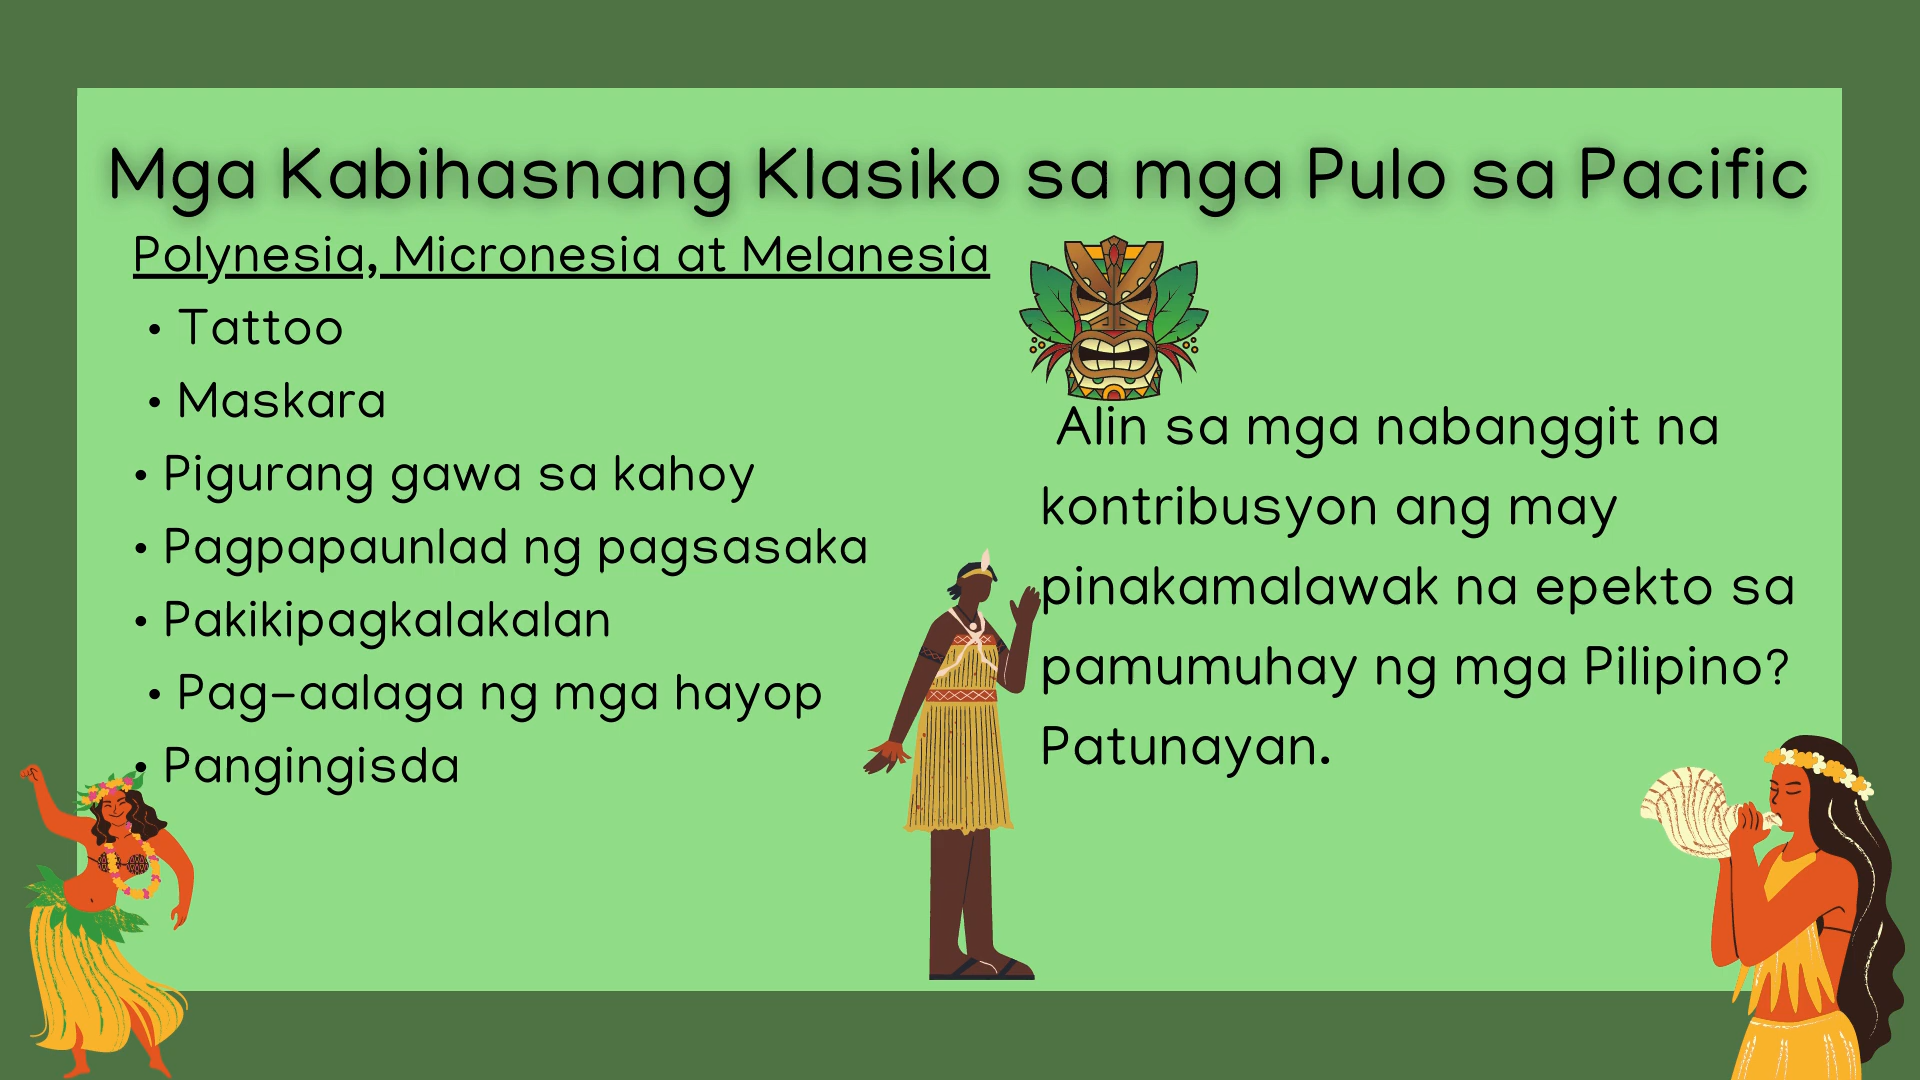 Mga Kabihasnang Klasiko sa mga Pulo sa Pacific
Polynesia, Micronesia at Melanesia
• Tattoo
• Maskara
• Pigurang gawa sa kahoy
• Pagpapaunlad ng pagsasaka
• Pakikipagkalakalan
• Pag-aalaga ng mga hayop
• Pangingisda
Alin sa mga nabanggit na
kontribusyon ang may
pinakamalawak na epekto sa
pamumuhay ng mga Pilipino?
Patunayan.